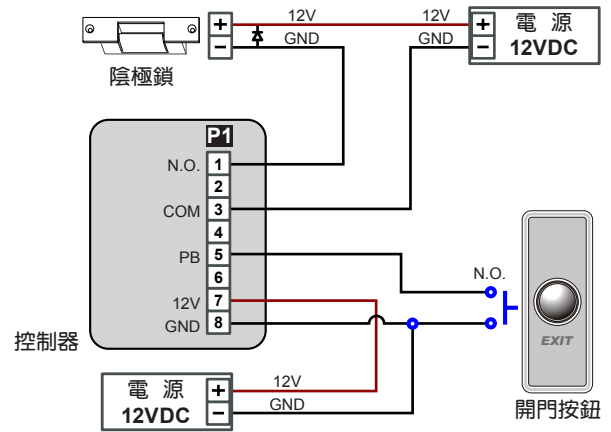 12V
12V
+
+
電 源
GND
GND
−
−
12VDC
陰極鎖
P1
N.O. 1
2
COM 3
4
PB 5
6
12V 7
GND 8
控制器
N.O.
EXIT
開門按鈕
電 源
+
12V
12VDC
−
GND